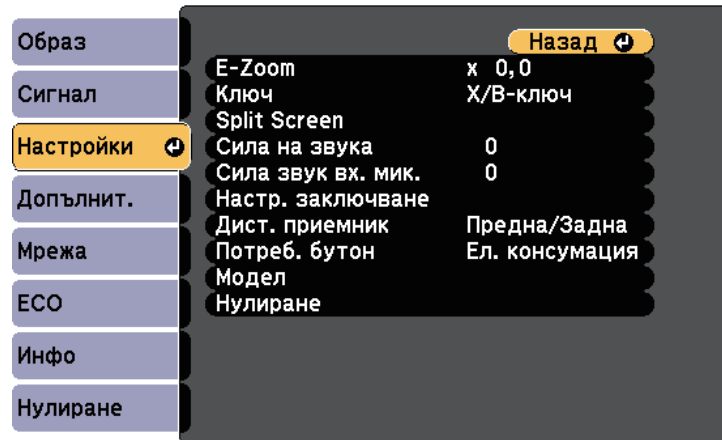 Образ
Сигнал
Настройки
Допълнит.
Мрежа
ECO
Инфо
Нулиране
Назад
E-Zoom x 0,0
Ключ Х/В-ключ
Split Screen
Сила на звука 0
Сила звук вх. мик. 0
Настр. заключване
Дист. приемник Предна/Задна
Потреб. бутон Ел. консумация
Модел
Нулиране